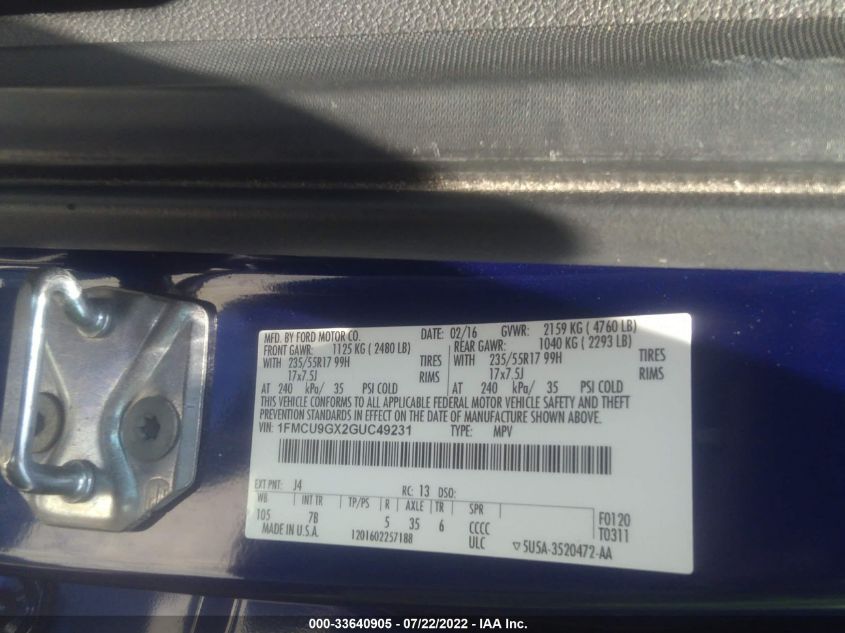 MFD. BY FORD MOTOR CO. DATE: 02/16 GVWR: 2159 KG ( 4760 LB)
FRONT GAWR: 1125 KG ( 2480 LB) REAR GAWR: 1040 KG ( 2293 LB)
WITH 235/55R17 99H TIRES WITH 235/55R17 99H TIRES
17x7.5J RIMS 17x7.5J RIMS
AT 240 kPa/ 35 PSI COLD AT 240 kPa/ 35 PSI COLD
THIS VEHICLE CONFORMS TO ALL APPLICABLE FEDERAL MOTOR VEHICLE SAFETY AND THEFT
PREVENTION STANDARDS IN EFFECT ON THE DATE OF MANUFACTURE SHOWN ABOVE.
VIN: 1FMCU9GX2GUC49231 TYPE: MPV
EXT PNT: J4 RC: 13 DSO:
WB INT TR TP/PS R AXLE TR SPR F0120
105 7B 5 35 6 CCCC T0311
MADE IN U.S.A. 1201602257188 ULC ▽5U5A-3520472-AA
000-33640905 - 07/22/2022 - IAA Inc.